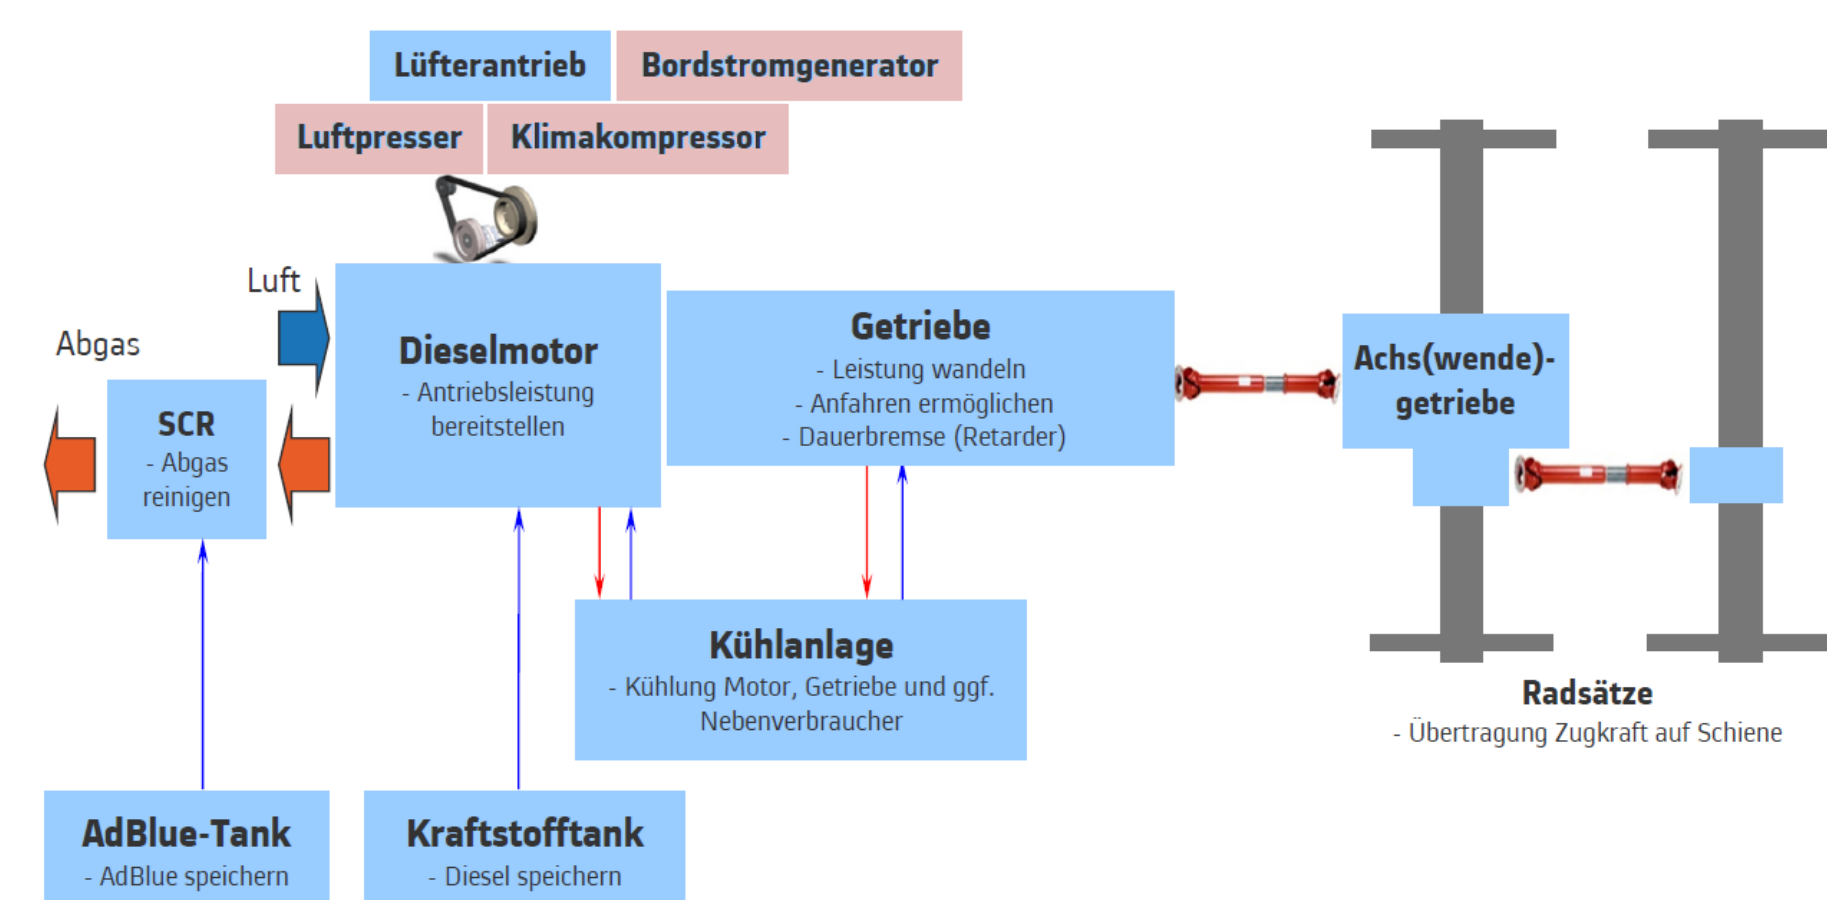 Lüfterantrieb
Bordstromgenerator
Luftpresser
Klimakompressor
Luft
Abgas
SCR
- Abgas
reinigen
Dieselmotor
- Antriebsleistung
bereitstellen
Getriebe
- Leistung wandeln
- Anfahren ermöglichen
- Dauerbremse (Retarder)
Achs(wende)-
getriebe
Kühlanlage
- Kühlung Motor, Getriebe und ggf.
Nebenverbraucher
Radsätze
- Übertragung Zugkraft auf Schiene
AdBlue-Tank
- AdBlue speichern
Kraftstofftank
- Diesel speichern